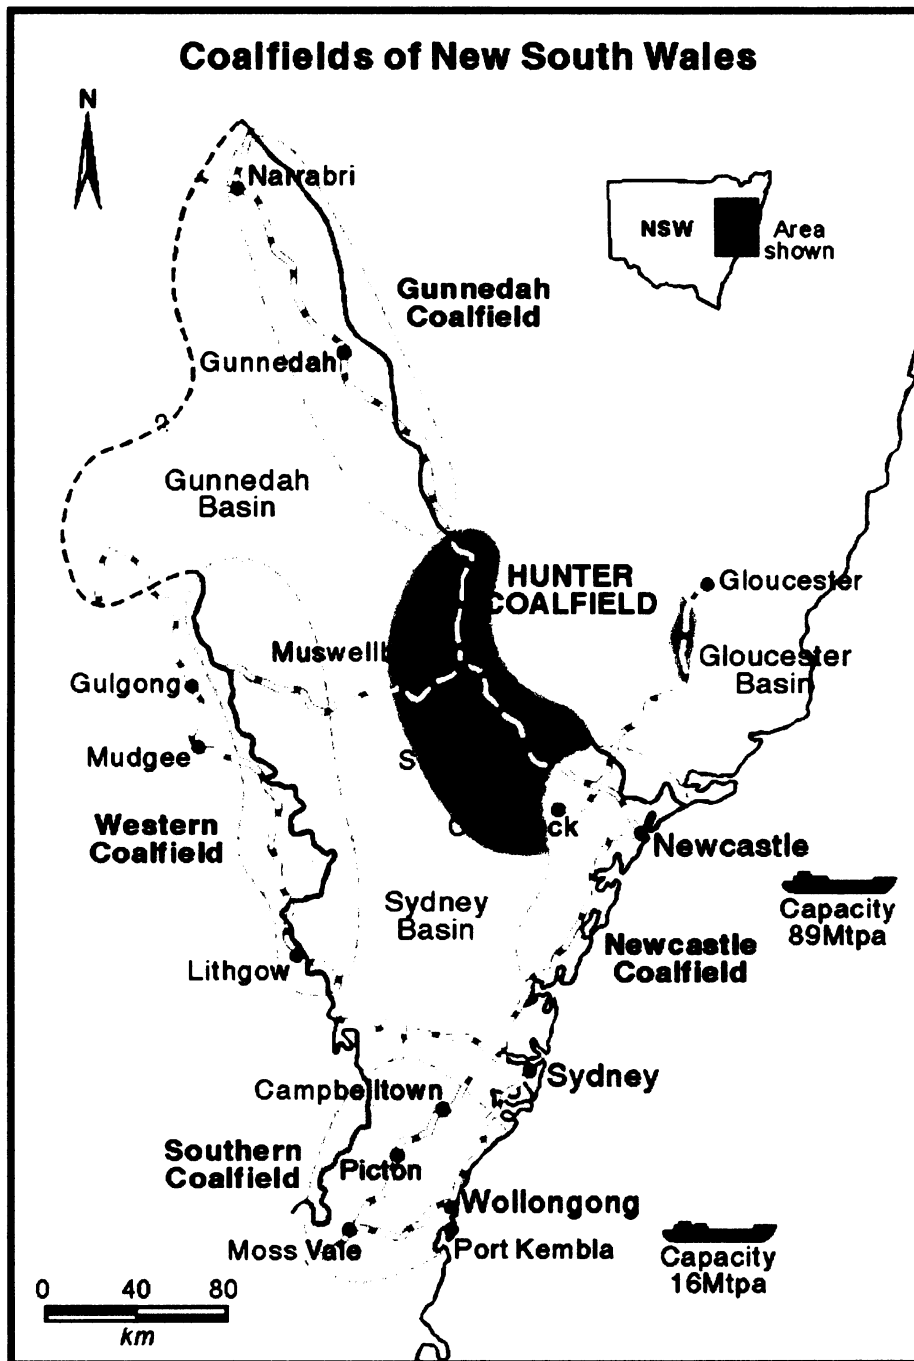 Coalfields of New South Wales
N
Narrabri
NSW
Area
shown
Gunnedah
Coalfield
Gunnedah
?
Gunnedah
Basin
HUNTER
COALFIELD
Gloucester
Gloucester
Basin
Gulgong
Mudgee
Western
Coalfield
Newcastle
Capacity
89Mtpa
Sydney
Basin
Newcastle
Coalfield
Lithgow
Sydney
Campbelltown
Southern
Coalfield
Picton
Wollongong
Moss Vale
Port Kembla
Capacity
16Mtpa
0 40 80
km